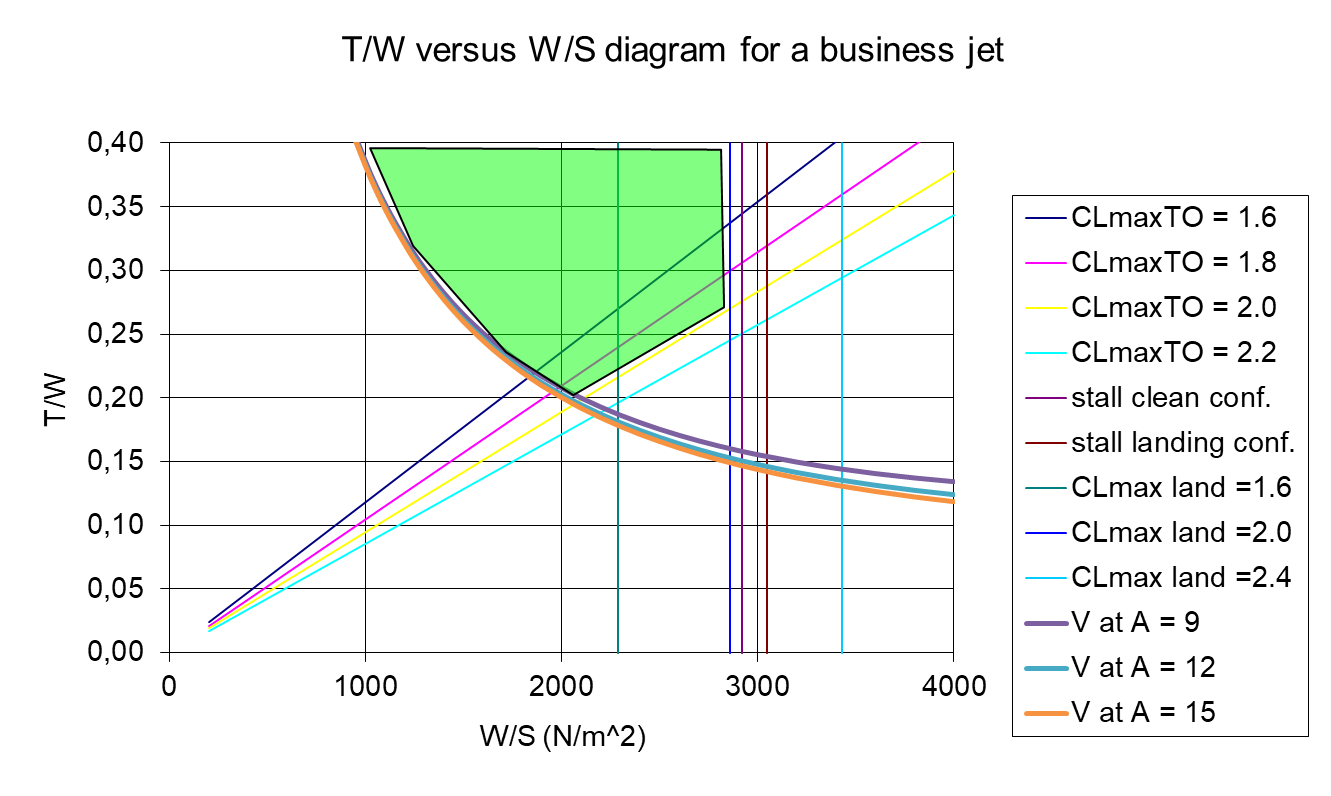 T/W versus W/S diagram for a business jet
0,40
0,35
0,30
0,25
0,20
0,15
0,10
0,05
0,00
T/W
0 1000 2000 3000 4000
W/S (N/m^2)
CLmaxTO = 1.6
CLmaxTO = 1.8
CLmaxTO = 2.0
CLmaxTO = 2.2
stall clean conf.
stall landing conf.
CLmax land =1.6
CLmax land =2.0
CLmax land =2.4
V at A = 9
V at A = 12
V at A = 15